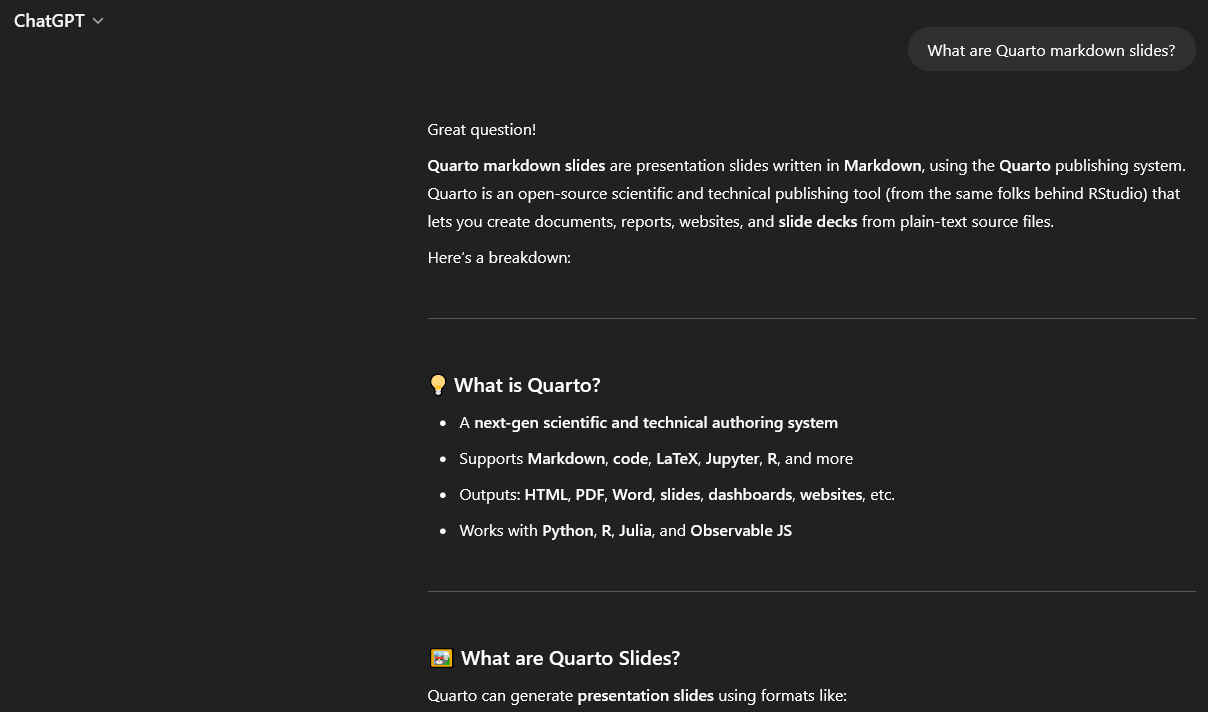 ChatGPT
What are Quarto markdown slides?
Great question!
Quarto markdown slides are presentation slides written in Markdown, using the Quarto publishing system.
Quarto is an open-source scientific and technical publishing tool (from the same folks behind RStudio) that
lets you create documents, reports, websites, and slide decks from plain-text source files.
Here's a breakdown:
What is Quarto?
A next-gen scientific and technical authoring system
Supports Markdown, code, LaTeX, Jupyter, R, and more
Outputs: HTML, PDF, Word, slides, dashboards, websites, etc.
Works with Python, R, Julia, and Observable JS
What are Quarto Slides?
Quarto can generate presentation slides using formats like: